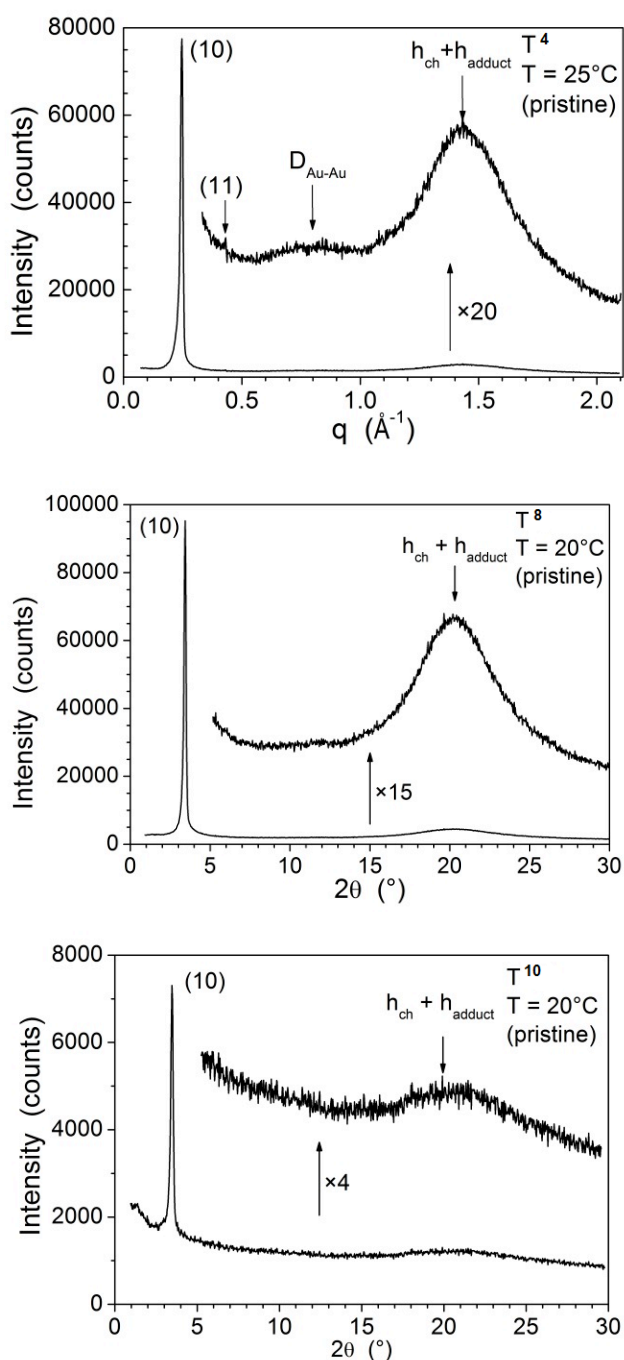 80000
60000
40000
20000
0
Intensity (counts)
(10)
(11)
D_Au-Au
h_ch+h_adduct
T^4
T = 25°C
(pristine)
×20
0.0 0.5 1.0 1.5 2.0
q (Å^-1)
100000
80000
60000
40000
20000
0
Intensity (counts)
(10)
h_ch + h_adduct
T^8
T = 20°C
(pristine)
×15
0 5 10 15 20 25 30
2θ (°)
8000
6000
4000
2000
0
Intensity (counts)
(10)
h_ch + h_adduct
T^10
T = 20°C
(pristine)
×4
0 5 10 15 20 25 30
2θ (°)